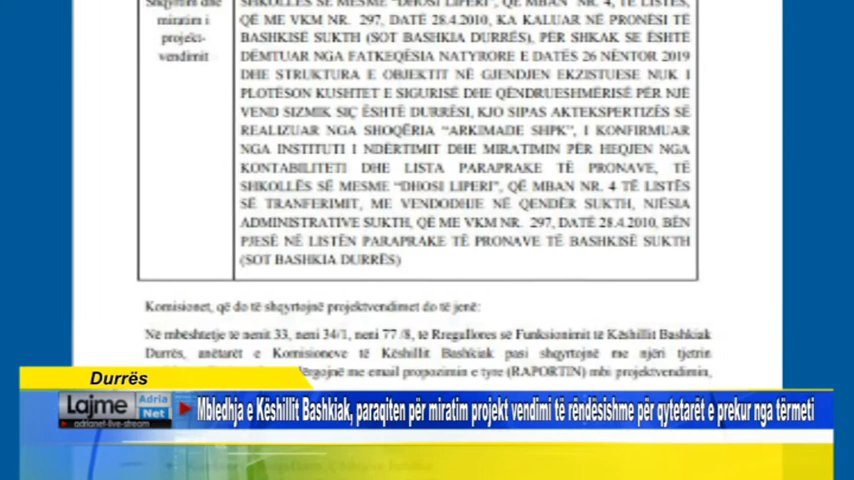 Shqyrtim dhe
miratim i
projekt-
vendimit
SHKOLLËS SË MESME "DHOSI LIPERI", QË MBAN NR. 4, TË LISTËS,
QË ME VKM NR. 297, DATË 28.4.2010, KA KALUAR NË PRONËSI TË
BASHKISË SUKTH (SOT BASHKIA DURRËS), PËR SHKAK SE ËSHTË
DËMTUAR NGA FATKEQËSIA NATYRORE E DATËS 26 NËNTOR 2019
DHE STRUKTURA E OBJEKTIT NË GJENDJEN EKZISTUESE NUK I
PLOTËSON KUSHTET E SIGURISË DHE QËNDRUESHMËRISË PËR NJË
VEND SIZMIK SIÇ ËSHTË DURRËSI, KJO SIPAS AKTEKSPERTIZËS SË
REALIZUAR NGA SHOQËRIA "ARKIMADE SHPK", I KONFIRMUAR
NGA INSTITUTI I NDËRTIMIT DHE MIRATIMIN PËR HEQJEN NGA
KONTABILITETI DHE LISTA PARAPRAKE TË PRONAVE, TË
SHKOLLËS SË MESME "DHOSI LIPERI", QË MBAN NR. 4 TË LISTËS
SË TRANFERIMIT, ME VENDODHJE NË QENDËR SUKTH, NJËSIA
ADMINISTRATIVE SUKTH, QË ME VKM NR. 297, DATË 28.4.2010, BËN
PJESË NË LISTËN PARAPRAKE TË PRONAVE TË BASHKISË SUKTH
(SOT BASHKIA DURRËS)
Komisionet, që do të shqyrtojnë projektvendimet do të jenë:
Në mbështetje të nenit 33, neni 34/1, neni 77/8, të Rregullores së Funksionimit të Këshillit Bashkiak
Durrës, anëtarët e Komisioneve të Këshillit Bashkiak pasi shqyrtojnë me njëri tjetrin
me email propozimin e tyre (RAPORTIN) mbi projektvendimin,
Durrës
Lajme
Adria
Net
adrianet-live-stream
Mbledhja e Këshillit Bashkiak, paraqiten për miratim projekt vendimi të rëndësishme për qytetarët e prekur nga tërmeti